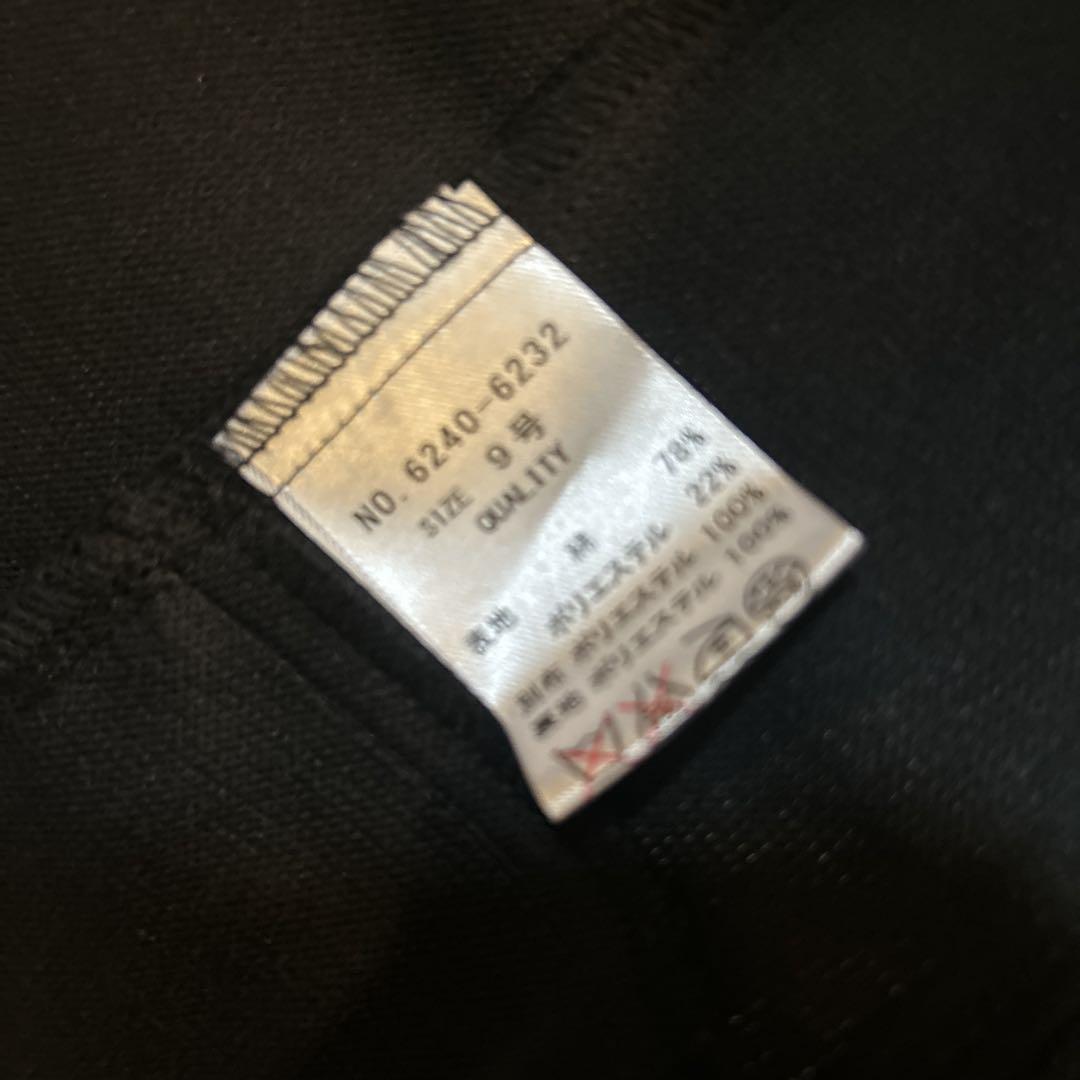 NO. 6240-6232
SIZE 9号
QUALITY
表地 78%
ポリエステル 22%
別布 ポリエステル 100%
裏地 ポリエステル 100%